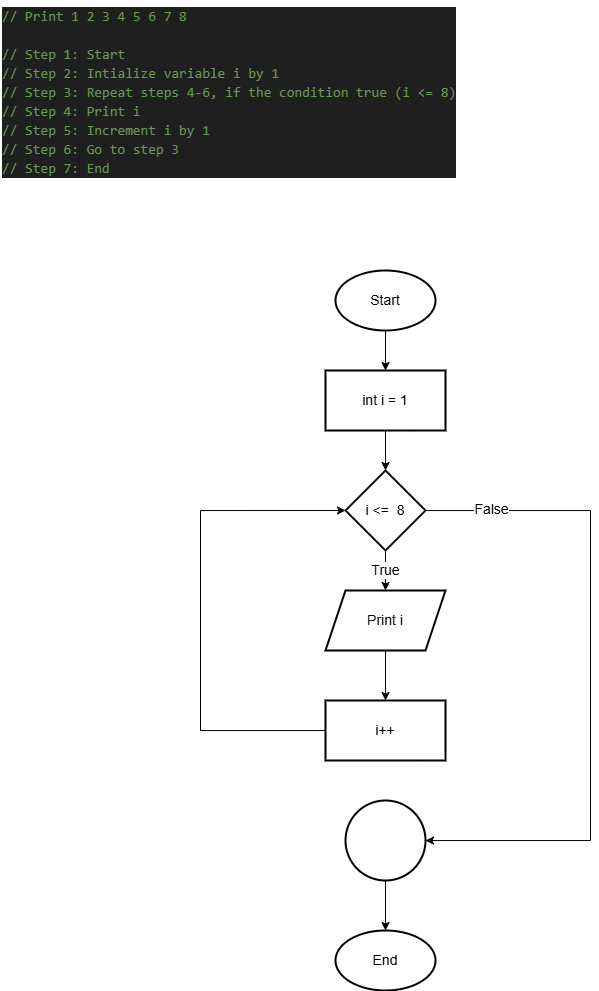 // Print 1 2 3 4 5 6 7 8
// Step 1: Start
// Step 2: Intialize variable i by 1
// Step 3: Repeat steps 4-6, if the condition true (i <= 8)
// Step 4: Print i
// Step 5: Increment i by 1
// Step 6: Go to step 3
// Step 7: End
Start
int i = 1
i <= 8
False
True
Print i
i++
End